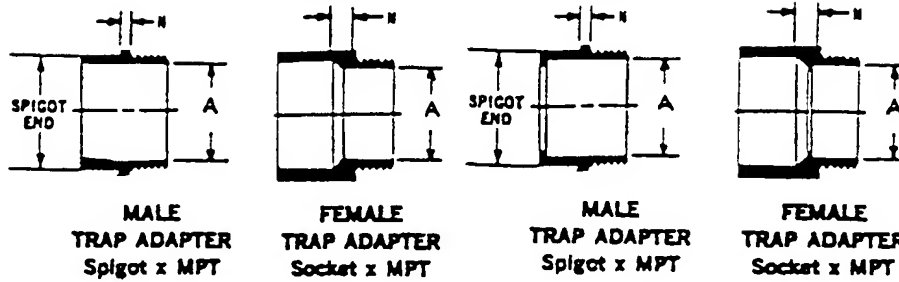 N N N N
SPIGOT END A A SPIGOT END A A
MALE
TRAP ADAPTER
Spigot x MPT
FEMALE
TRAP ADAPTER
Socket x MPT
MALE
TRAP ADAPTER
Spigot x MPT
FEMALE
TRAP ADAPTER
Socket x MPT